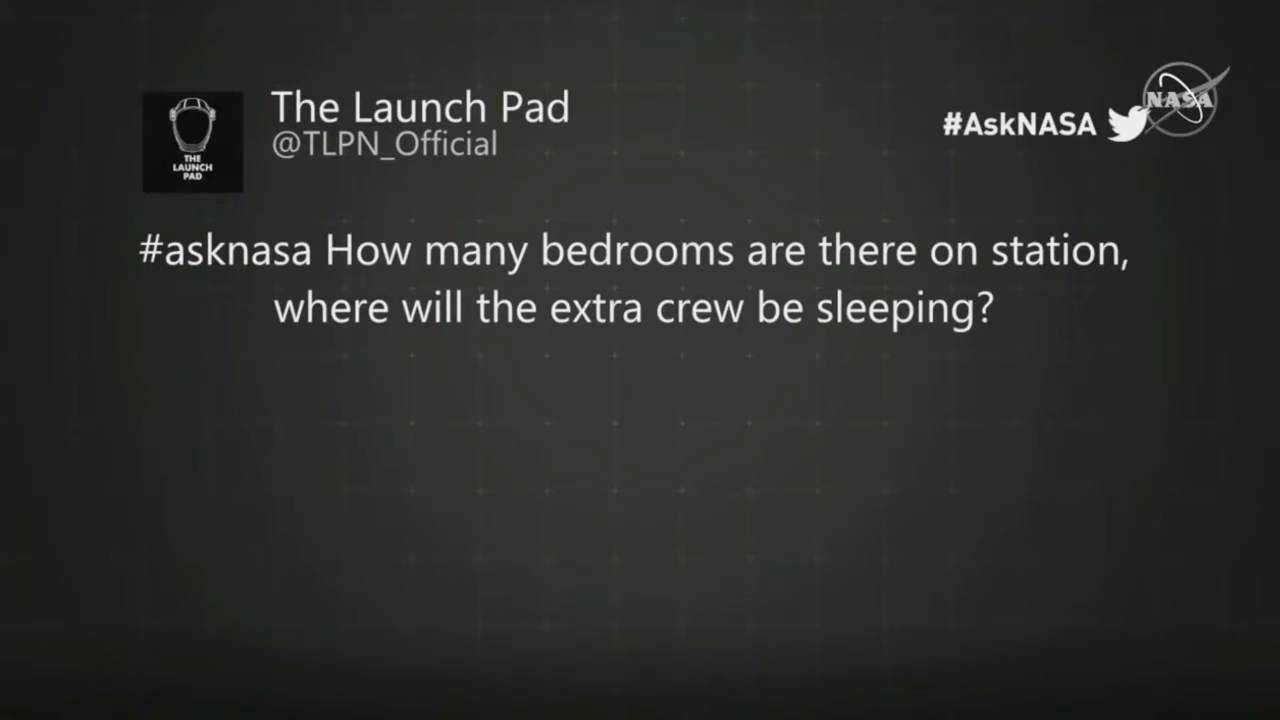 The Launch Pad
@TLPN_Official
THE
LAUNCH
PAD
#AskNASA
NASA
#asknasa How many bedrooms are there on station,
where will the extra crew be sleeping?